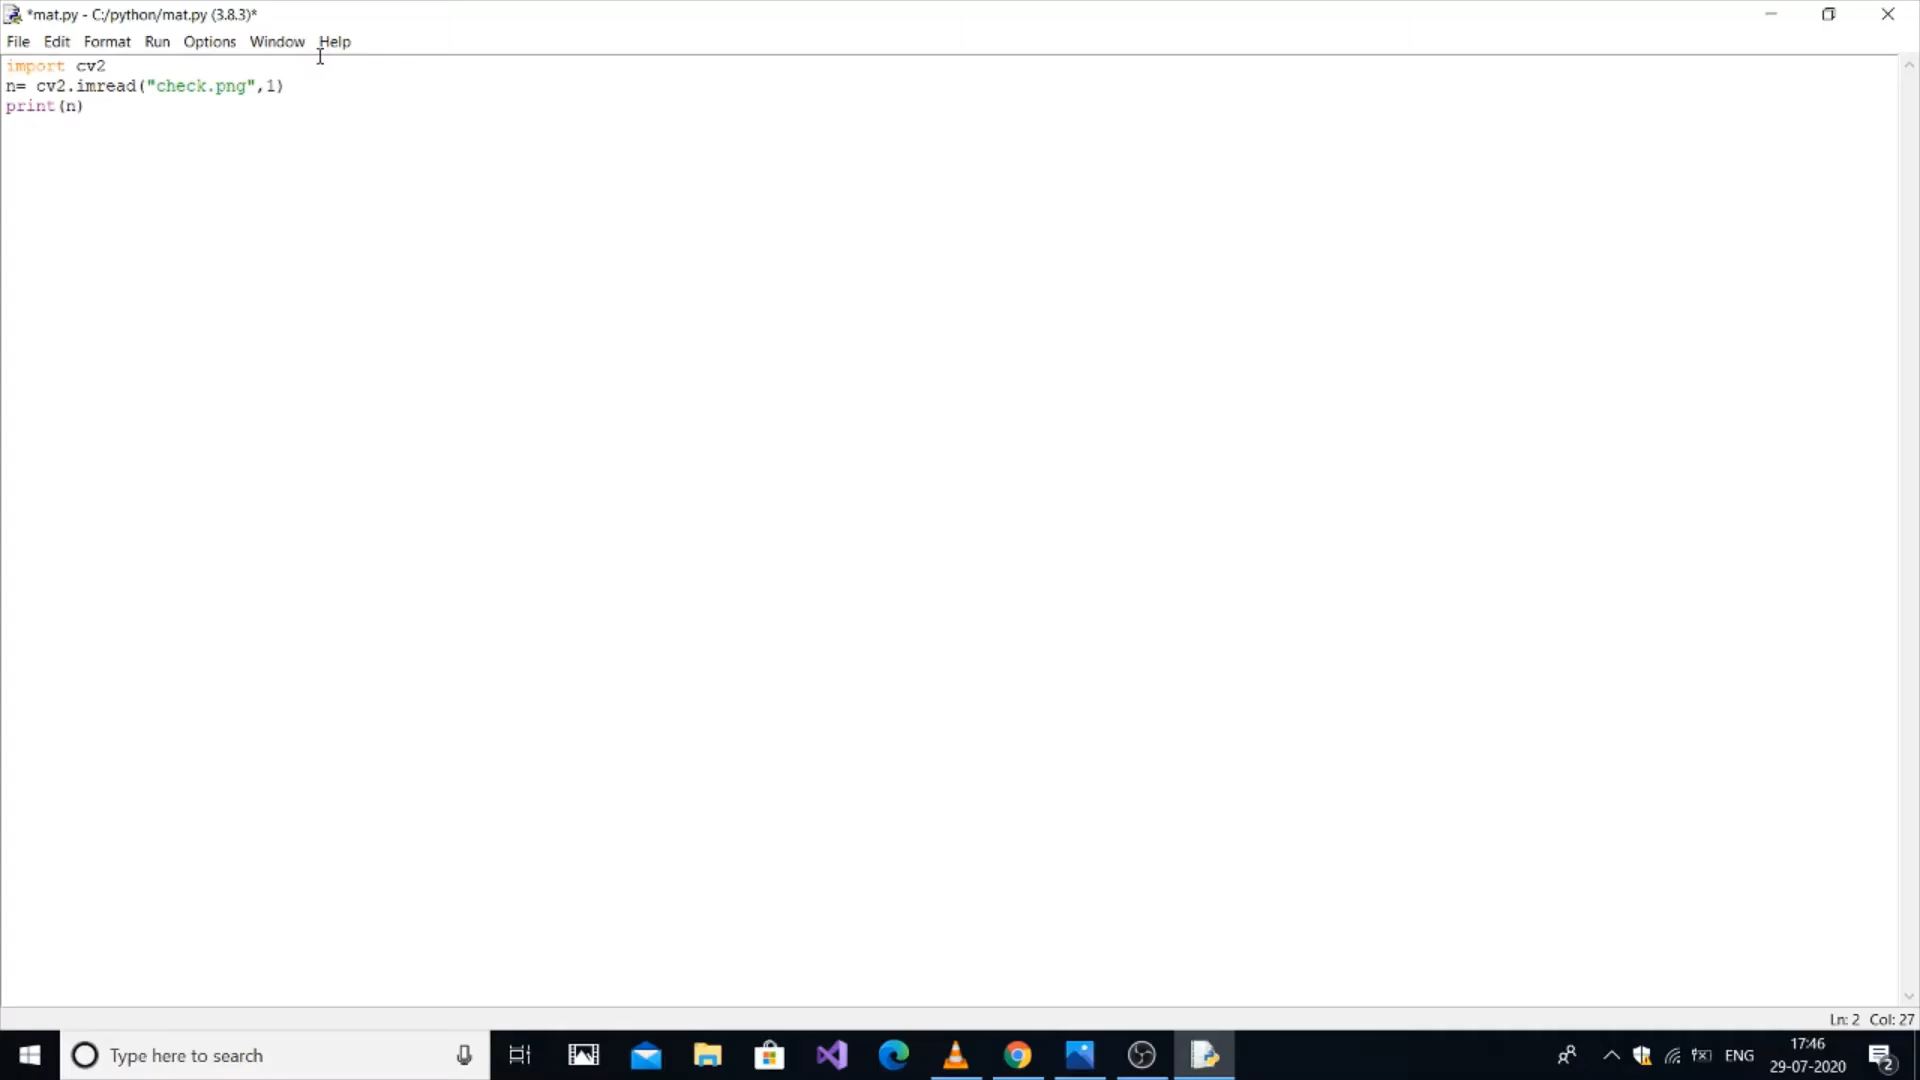 *mat.py - C:/python/mat.py (3.8.3)*
File Edit Format Run Options Window Help
import cv2
n= cv2.imread("check.png",1)
print(n)
Ln: 2 Col: 27
Type here to search
ENG
17:46
29-07-2020
2